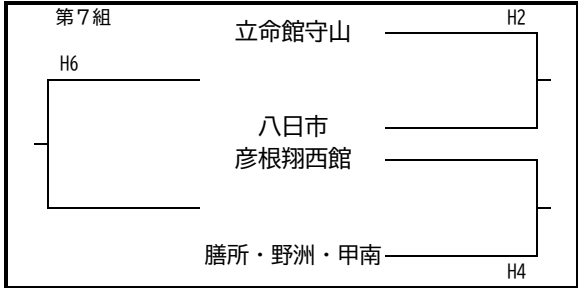 第７組
H2
立命館守山
H6
八日市
彦根翔西館
膳所・野洲・甲南
H4